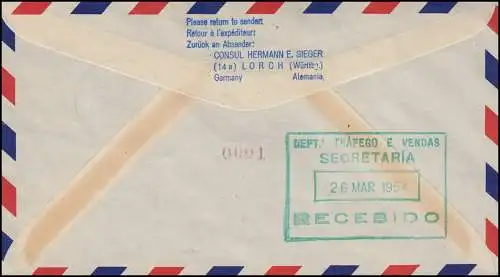 Please return to sender:
Retour à l'expéditeur:
Zurück an Absender:
CONSUL HERMANN E. SIEGER
(14a) LORCH (Württ.)
Germany Alemania
0001
DEPT. TRÁFEGO E VENDAS
SECRETARÍA
26 MAR 1954
RECEBIDO